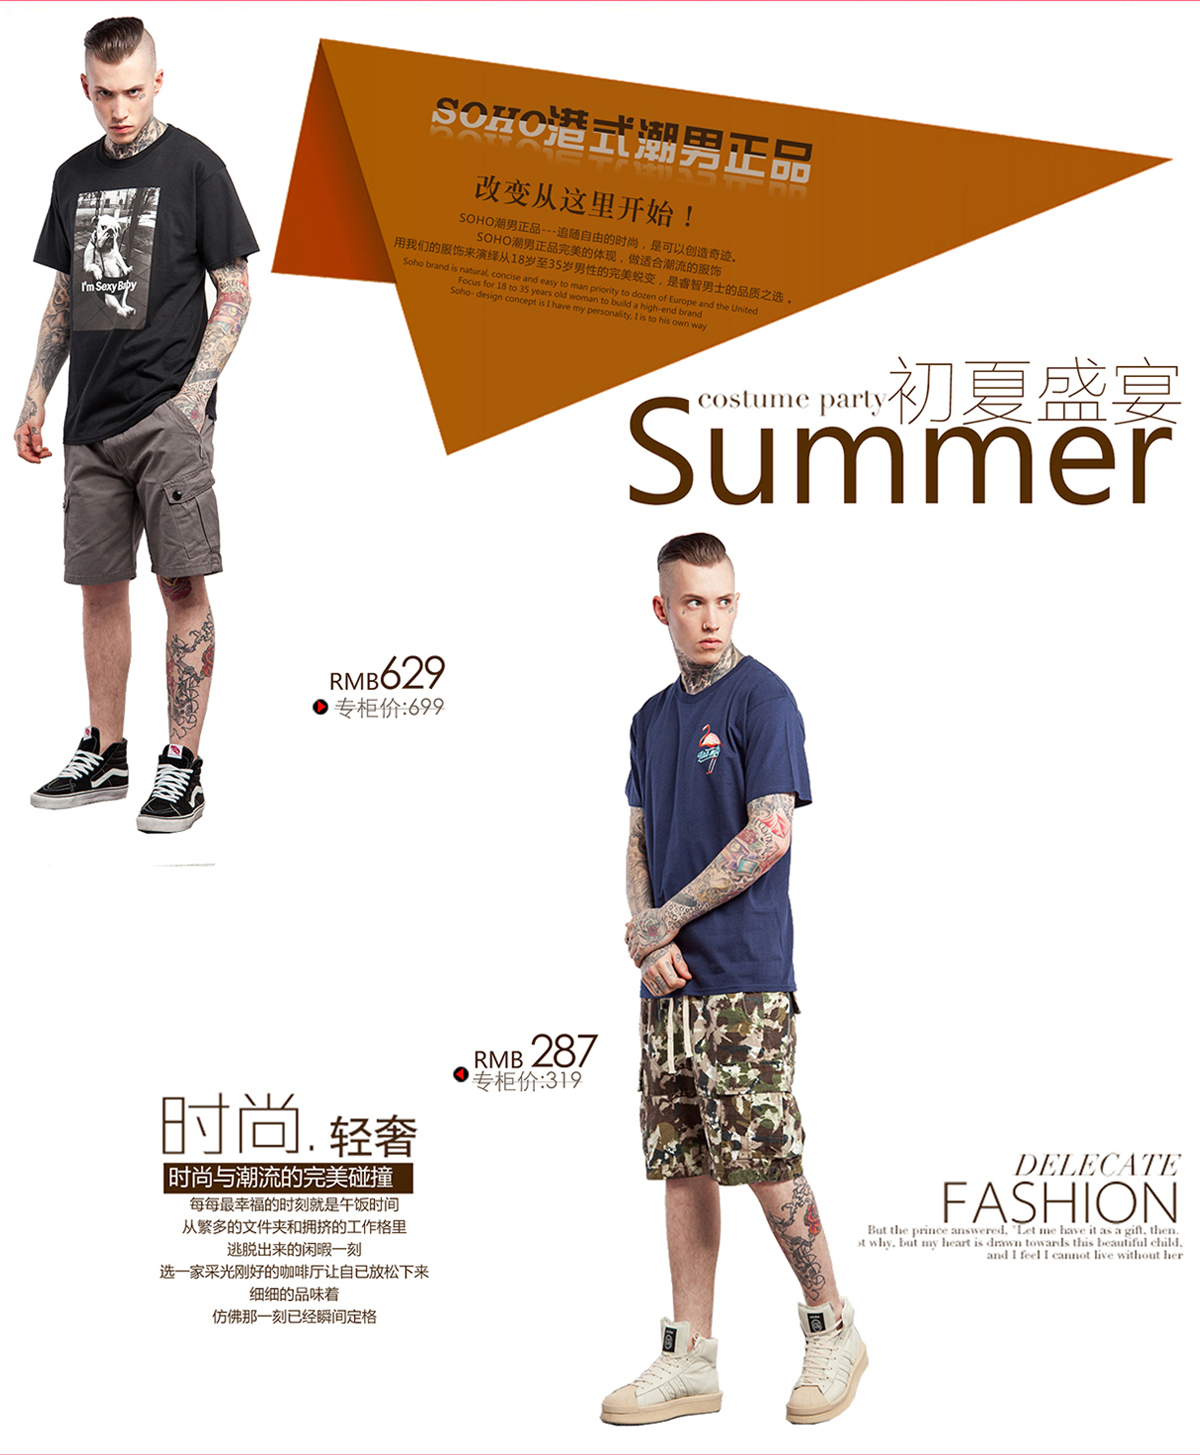 SOHO港式潮男正品
改变从这里开始！
SOHO潮男正品---追随自由的时尚，是可以创造奇迹。
SOHO潮男正品完美的体现，做适合潮流的服饰
用我们的服饰来演绎从18岁至35岁男性的完美蜕变，是睿智男士的品质之选。
Soho brand is natural, concise and easy to man priority to dozen of Europe and the United
Focus for 18 to 35 years old woman to build a high-end brand
Soho- design concept is I have my personality, I is to his own way
I'm Sexy Baby
costume party初夏盛宴
Summer
RMB629
专柜价:699
RMB 287
专柜价:319
时尚.轻奢
时尚与潮流的完美碰撞
每每最幸福的时刻就是午饭时间
从繁多的文件夹和拥挤的工作格里
逃脱出来的闲暇一刻
选一家采光刚好的咖啡厅让自已放松下来
细细的品味着
仿佛那一刻已经瞬间定格
DELECATE
FASHION
But the prince answered, "Let me have it as a gift, then.
ot why, but my heart is drawn towards this beautiful child,
and I feel I cannot live without her